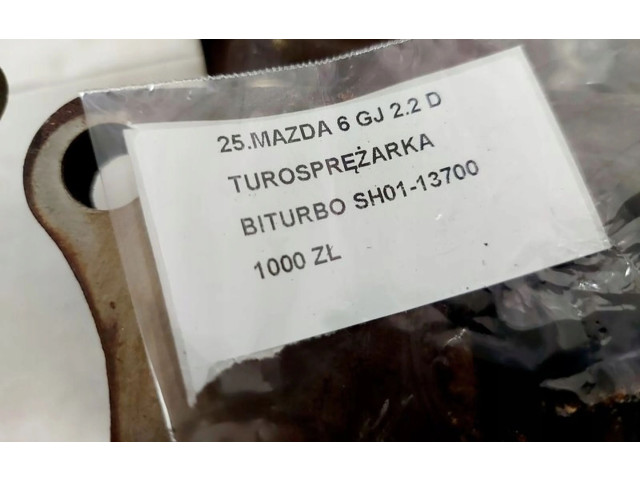 25.MAZDA 6 GJ 2.2 D
TUROSPRĘŻARKA
BITURBO SH01-13700
1000 ZŁ